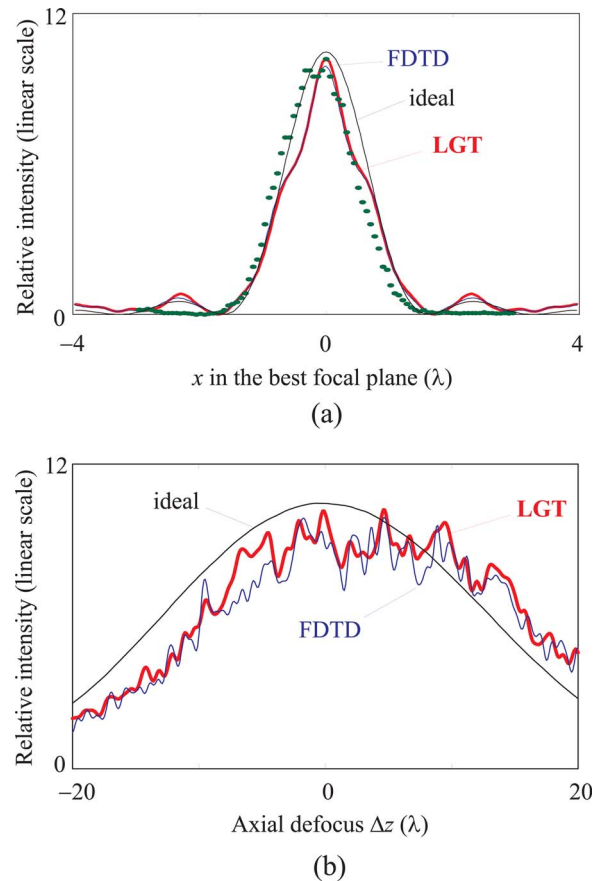 12
FDTD
ideal
LGT
Relative intensity (linear scale)
0
−4
0
4
x in the best focal plane (λ)
(a)
12
ideal
LGT
FDTD
Relative intensity (linear scale)
0
−20
0
20
Axial defocus Δz (λ)
(b)